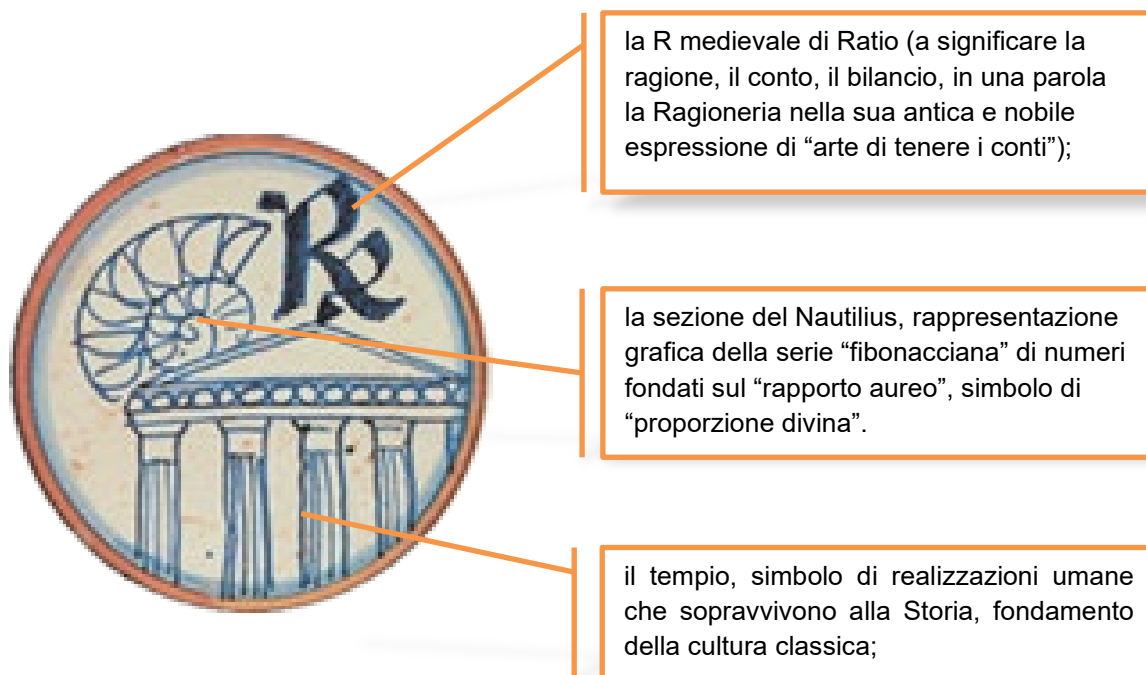 la R medievale di Ratio (a significare la
ragione, il conto, il bilancio, in una parola
la Ragioneria nella sua antica e nobile
espressione di “arte di tenere i conti”);
R
la sezione del Nautilius, rappresentazione
grafica della serie “fibonacciana” di numeri
fondati sul “rapporto aureo”, simbolo di
“proporzione divina”.
il tempio, simbolo di realizzazioni umane
che sopravvivono alla Storia, fondamento
della cultura classica;